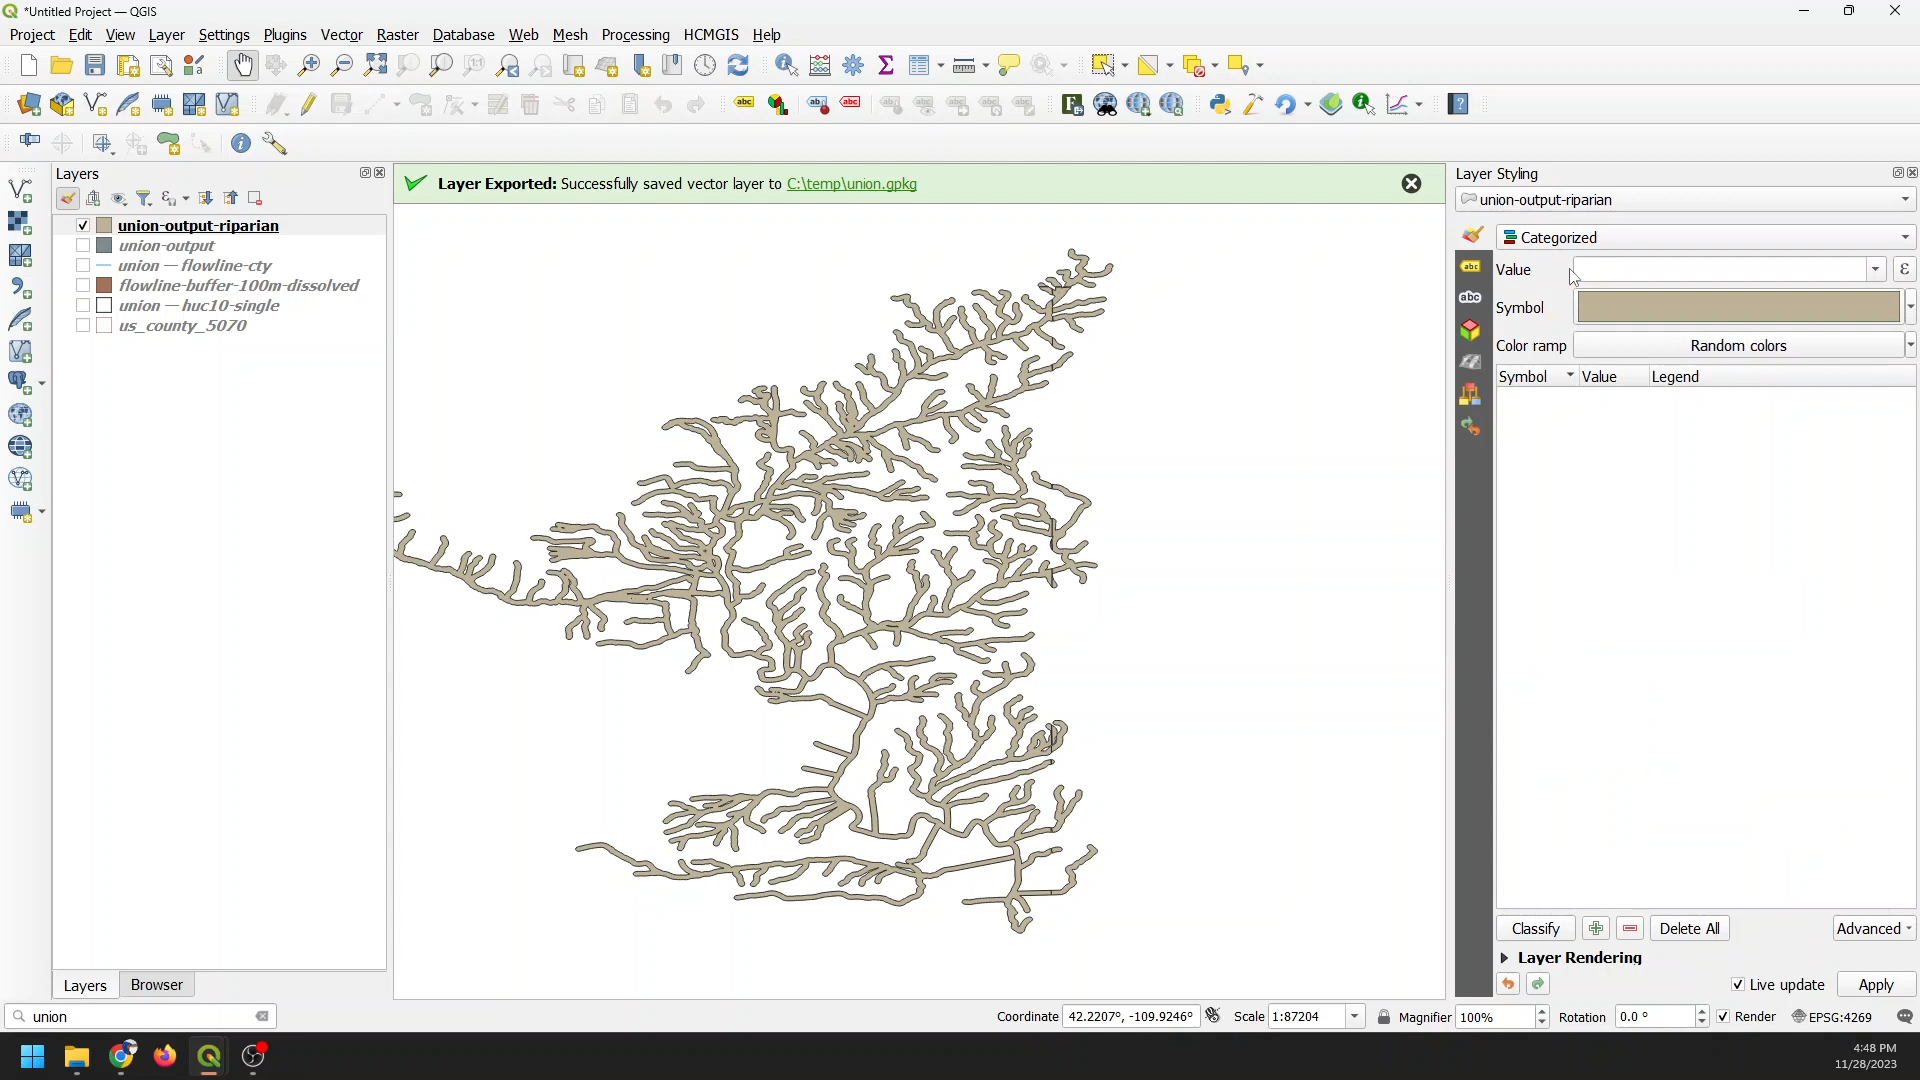 *Untitled Project — QGIS
Project Edit View Layer Settings Plugins Vector Raster Database Web Mesh Processing HCMGIS Help
Layers
Layer Exported: Successfully saved vector layer to C:\temp\union.gpkg
union-output-riparian
union-output
union — flowline-cty
flowline-buffer-100m-dissolved
union — huc10-single
us_county_5070
Layer Styling
union-output-riparian
Categorized
Value
Symbol
Color ramp Random colors
Symbol Value Legend
Classify Delete All Advanced
Layer Rendering
Live update Apply
Layers Browser
union
Coordinate 42.2207°, -109.9246° Scale 1:87204 Magnifier 100% Rotation 0.0 ° Render EPSG:4269
4:48 PM
11/28/2023